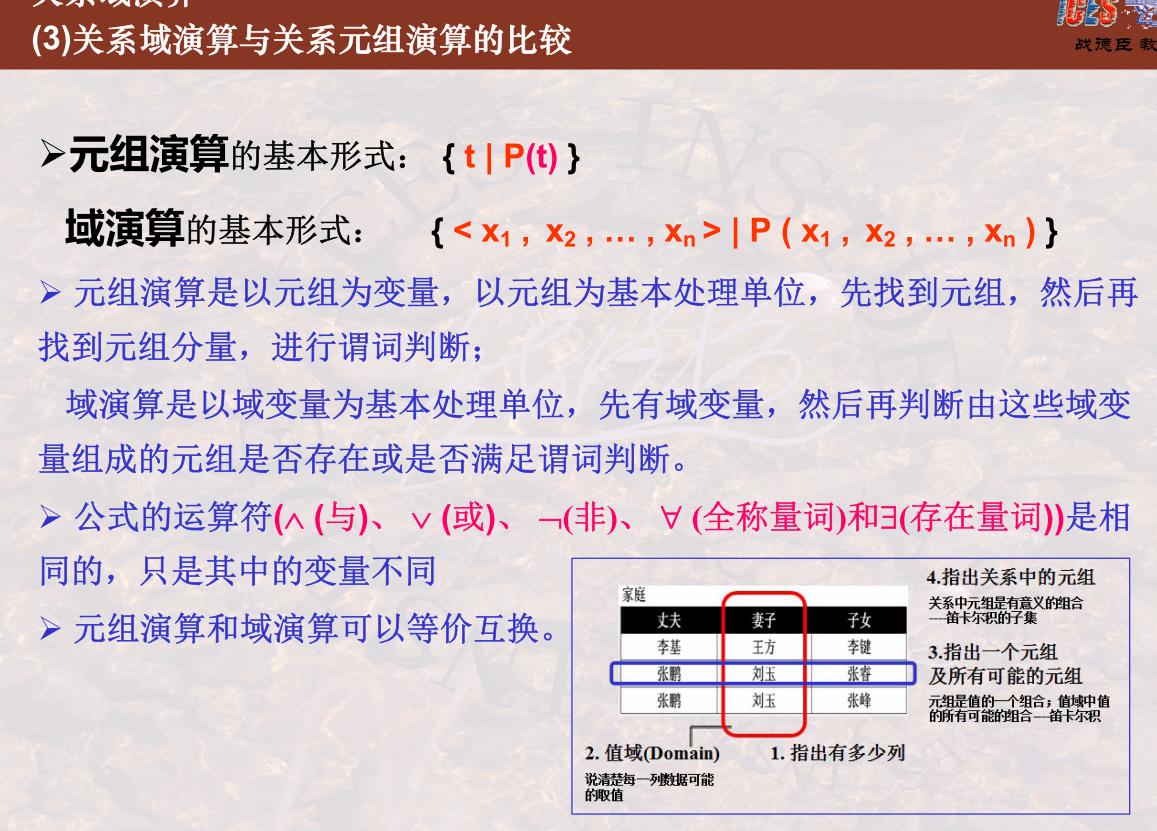 (3)关系域演算与关系元组演算的比较
战德臣 教
➢元组演算的基本形式： { t | P(t) }
域演算的基本形式： { < x₁ , x₂ , … , xₙ > | P ( x₁ , x₂ , … , xₙ ) }
➢ 元组演算是以元组为变量，以元组为基本处理单位，先找到元组，然后再
找到元组分量，进行谓词判断；
域演算是以域变量为基本处理单位，先有域变量，然后再判断由这些域变
量组成的元组是否存在或是否满足谓词判断。
➢ 公式的运算符(∧ (与)、 ∨ (或)、 ¬(非)、 ∀ (全称量词)和∃(存在量词))是相
同的，只是其中的变量不同
➢ 元组演算和域演算可以等价互换。
家庭
丈夫 妻子 子女
李基 王方 李键
张鹏 刘玉 张睿
张鹏 刘玉 张峰
2. 值域(Domain)
说清楚每一列数据可能
的取值
1. 指出有多少列
4.指出关系中的元组
关系中元组是有意义的组合
----笛卡尔积的子集
3.指出一个元组
及所有可能的元组
元组是值的一个组合；值域中值
的所有可能的组合----笛卡尔积